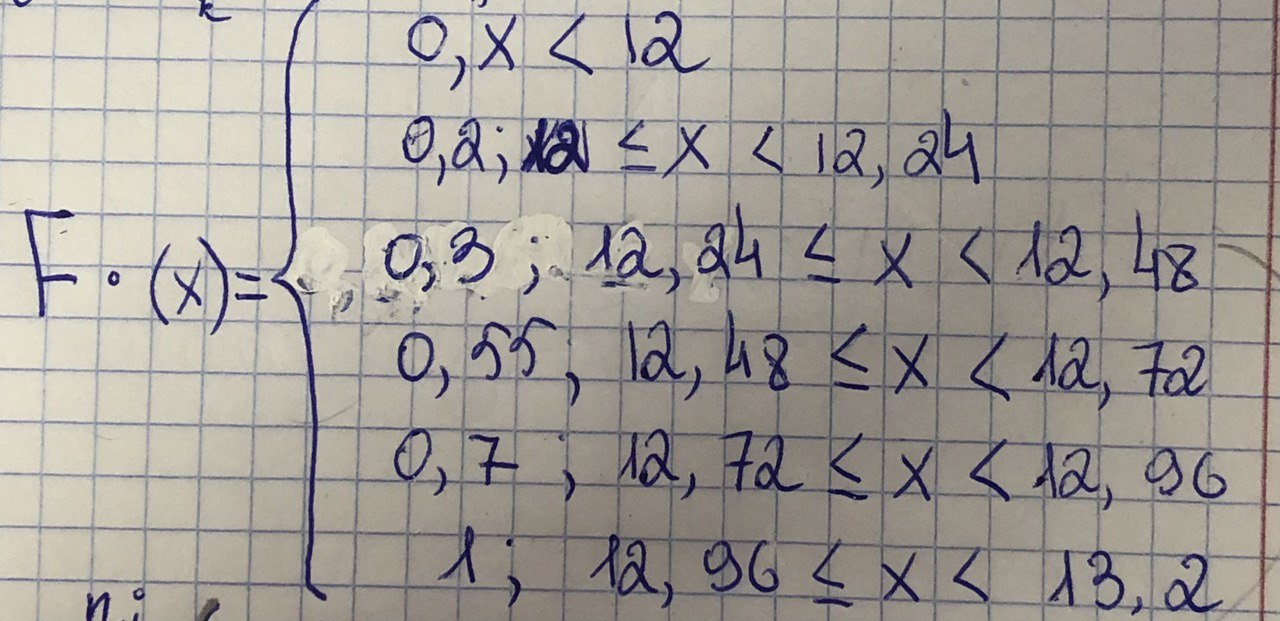 0, x < 12
0,2; 12 ≤ x < 12,24
0,3; 12,24 ≤ x < 12,48
F·(x)=
0,55; 12,48 ≤ x < 12,72
0,7; 12,72 ≤ x < 12,96
1; 12,96 ≤ x < 13,2